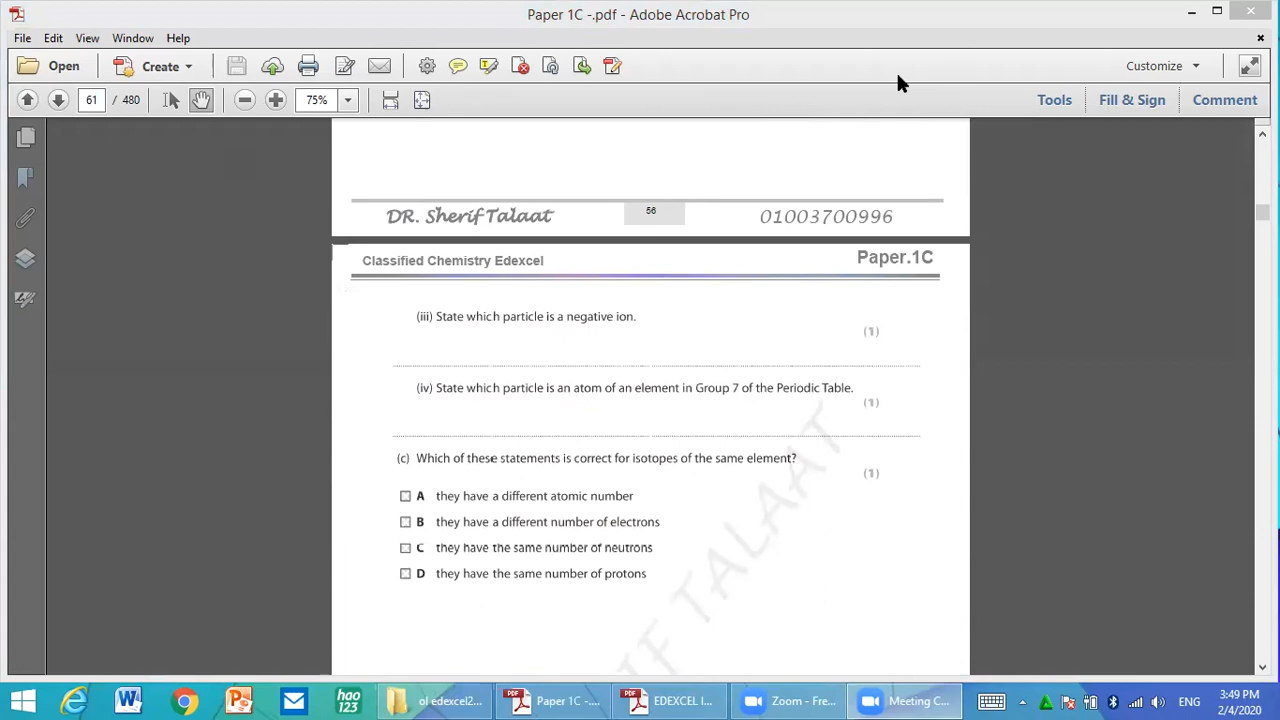 Paper 1C -.pdf - Adobe Acrobat Pro
File Edit View Window Help
Open Create Customize
61 / 480 75% Tools Fill & Sign Comment
DR. Sherif Talaat 56 01003700996
Classified Chemistry Edexcel Paper.1C
(iii) State which particle is a negative ion.
(1)
(iv) State which particle is an atom of an element in Group 7 of the Periodic Table.
(1)
(c) Which of these statements is correct for isotopes of the same element?
(1)
A they have a different atomic number
B they have a different number of electrons
C they have the same number of neutrons
D they have the same number of protons
IF TALAAT
hao 123 ol edexcel2... Paper 1C -.... EDEXCEL I... Zoom - Fre... Meeting C... ENG 3:49 PM
2/4/2020